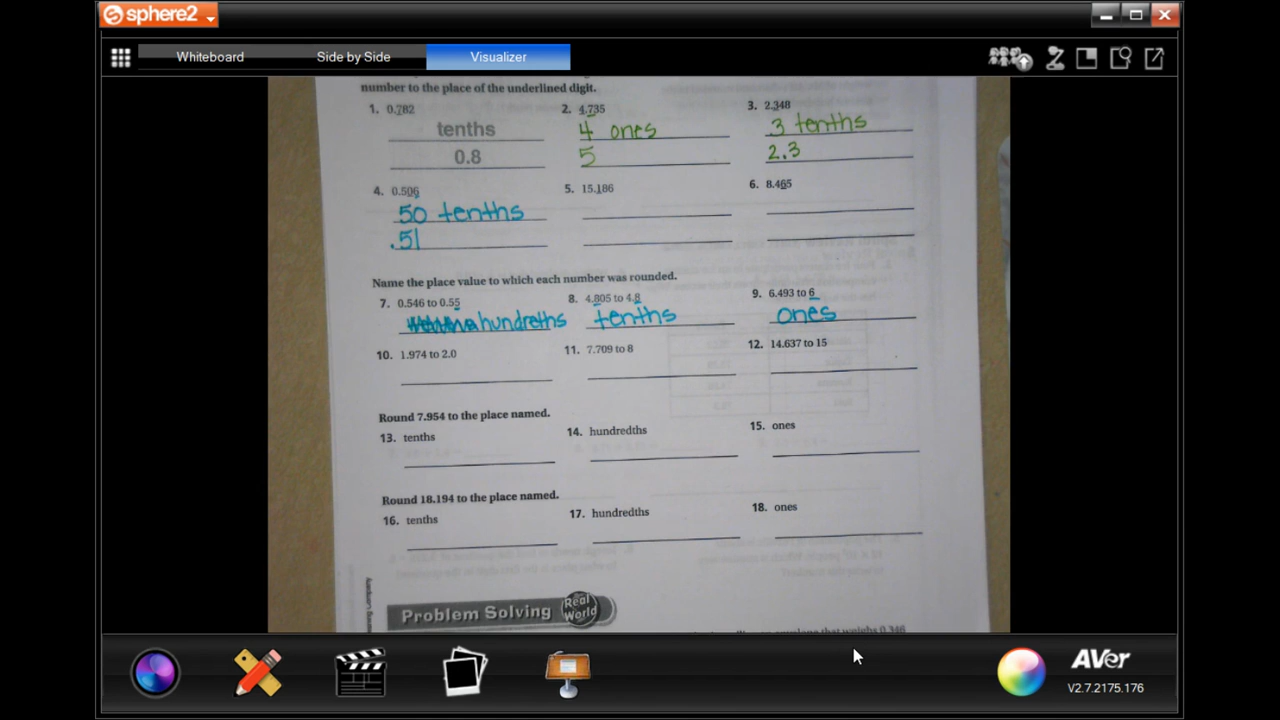 sphere2
Whiteboard Side by Side Visualizer
number to the place of the underlined digit.
1. 0.782 2. 4.735 3. 2.348
tenths 4 ones 3 tenths
0.8 5 2.3
4. 0.506 5. 15.186 6. 8.465
50 tenths
.51
Name the place value to which each number was rounded.
7. 0.546 to 0.55 8. 4.805 to 4.8 9. 6.493 to 6
hundreths tenths ones
10. 1.974 to 2.0 11. 7.709 to 8 12. 14.637 to 15
Round 7.954 to the place named.
13. tenths 14. hundredths 15. ones
Round 18.194 to the place named.
16. tenths 17. hundredths 18. ones
Problem Solving Real World
an envelope that weighs 0.346
AVer
V2.7.2175.176